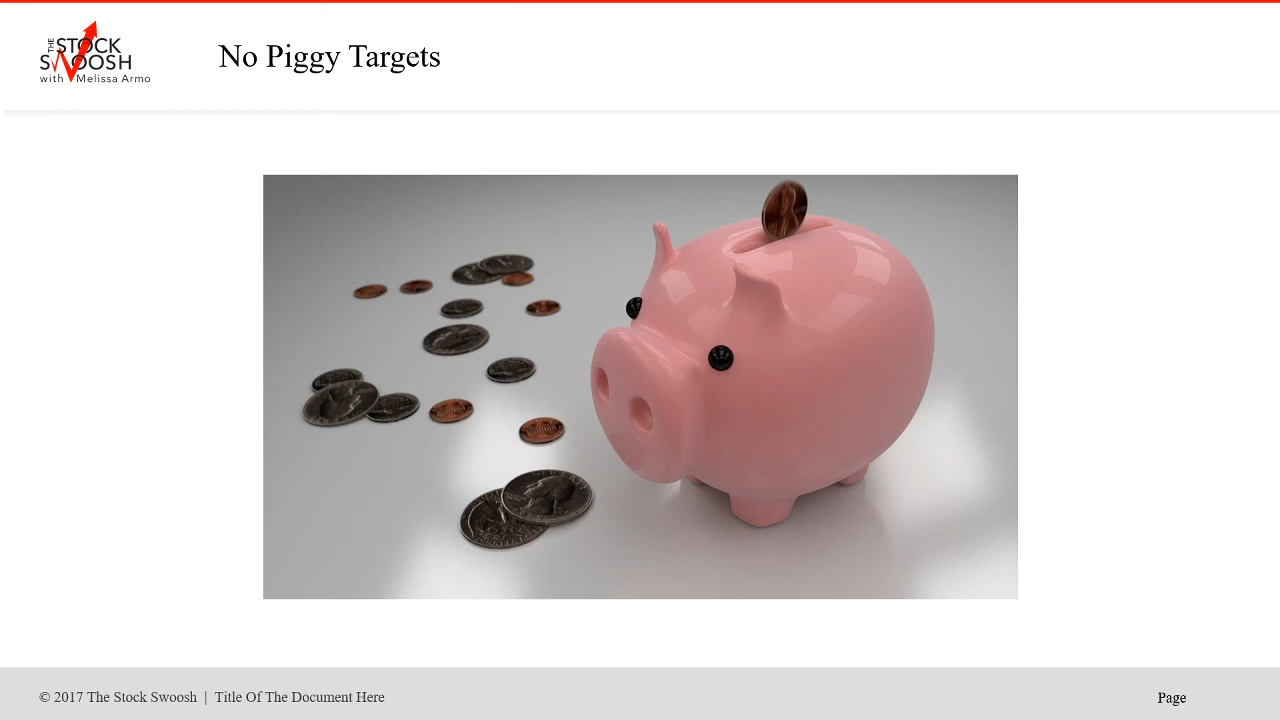 THE STOCK
SWOOSH
with Melissa Armo
No Piggy Targets
© 2017 The Stock Swoosh | Title Of The Document Here
Page